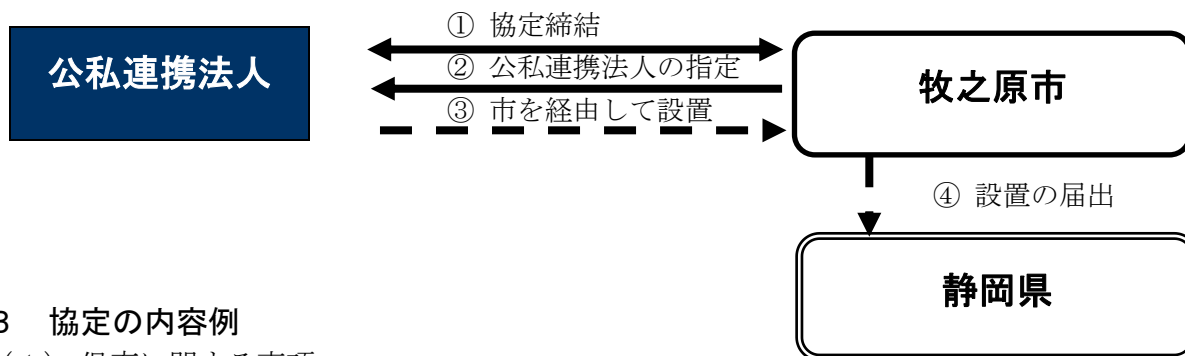 ① 協定締結
公私連携法人
② 公私連携法人の指定
牧之原市
③ 市を経由して設置
④ 設置の届出
静岡県
3 協定の内容例